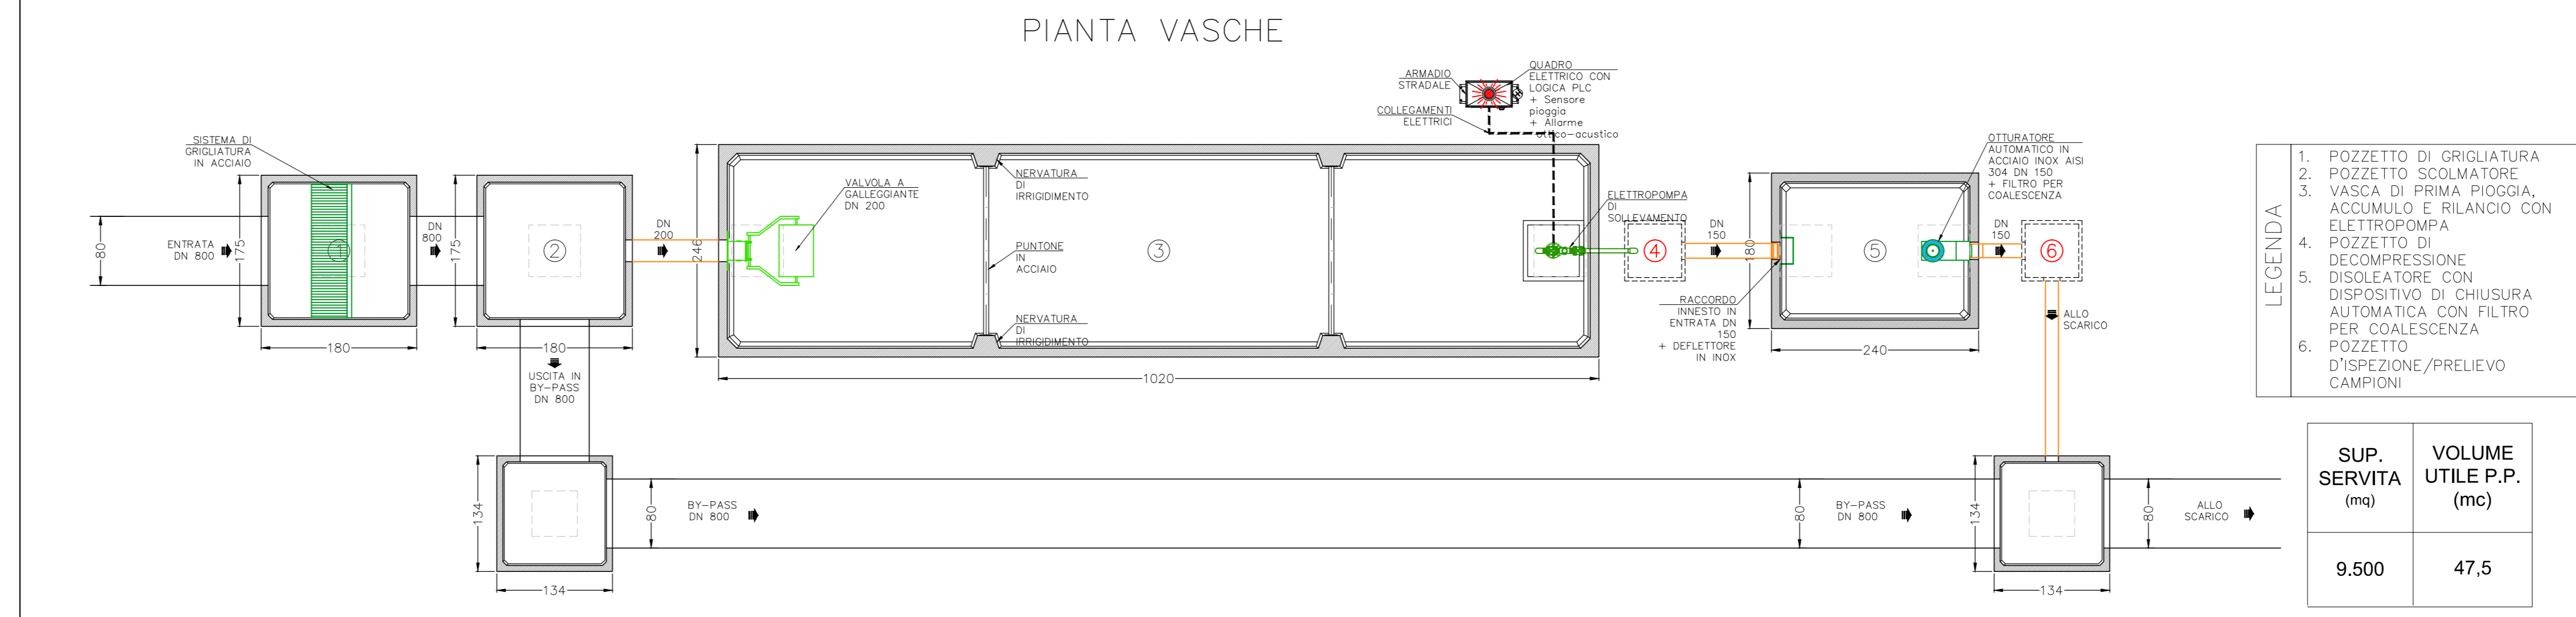 PIANTA VASCHE
SISTEMA DI
GRIGLIATURA
IN ACCIAIO
80
ENTRATA
DN 800
175
1
180
DN
800
175
2
180
USCITA IN
BY-PASS
DN 800
DN
200
246
VALVOLA A
GALLEGGIANTE
DN 200
NERVATURA
DI
IRRIGIDIMENTO
PUNTONE
IN
ACCIAIO
NERVATURA
DI
IRRIGIDIMENTO
3
1020
ARMADIO
STRADALE
COLLEGAMENTI
ELETTRICI
QUADRO
ELETTRICO CON
LOGICA PLC
+ Sensore
pioggia
+ Allarme
ottico-acustico
ELETTROPOMPA
DI
SOLLEVAMENTO
4
DN
150
180
RACCORDO
INNESTO IN
ENTRATA DN
150
+ DEFLETTORE
IN INOX
5
240
OTTURATORE
AUTOMATICO IN
ACCIAIO INOX AISI
304 DN 150
+ FILTRO PER
COALESCENZA
DN
150
6
ALLO
SCARICO
134
134
80
BY-PASS
DN 800
80
BY-PASS
DN 800
134
134
80
ALLO
SCARICO
LEGENDA
1. POZZETTO DI GRIGLIATURA
2. POZZETTO SCOLMATORE
3. VASCA DI PRIMA PIOGGIA,
ACCUMULO E RILANCIO CON
ELETTROPOMPA
4. POZZETTO DI
DECOMPRESSIONE
5. DISOLEATORE CON
DISPOSITIVO DI CHIUSURA
AUTOMATICA CON FILTRO
PER COALESCENZA
6. POZZETTO
D'ISPEZIONE/PRELIEVO
CAMPIONI
SUP.
SERVITA
(mq)
VOLUME
UTILE P.P.
(mc)
9.500
47,5